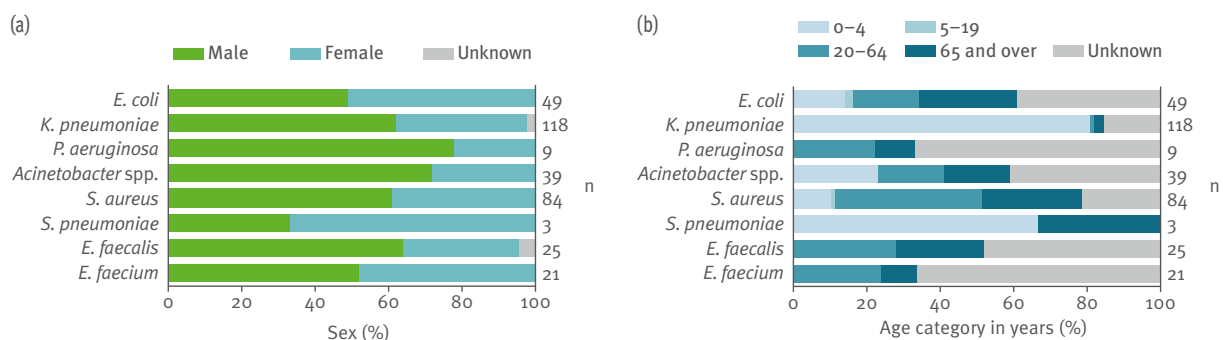 (a)
Male Female Unknown
E. coli 49
K. pneumoniae 118
P. aeruginosa 9
Acinetobacter spp. 39
S. aureus 84
S. pneumoniae 3
E. faecalis 25
E. faecium 21
n
0 20 40 60 80 100
Sex (%)
(b)
0–4 5–19
20–64 65 and over Unknown
E. coli 49
K. pneumoniae 118
P. aeruginosa 9
Acinetobacter spp. 39
S. aureus 84
S. pneumoniae 3
E. faecalis 25
E. faecium 21
n
0 20 40 60 80 100
Age category in years (%)